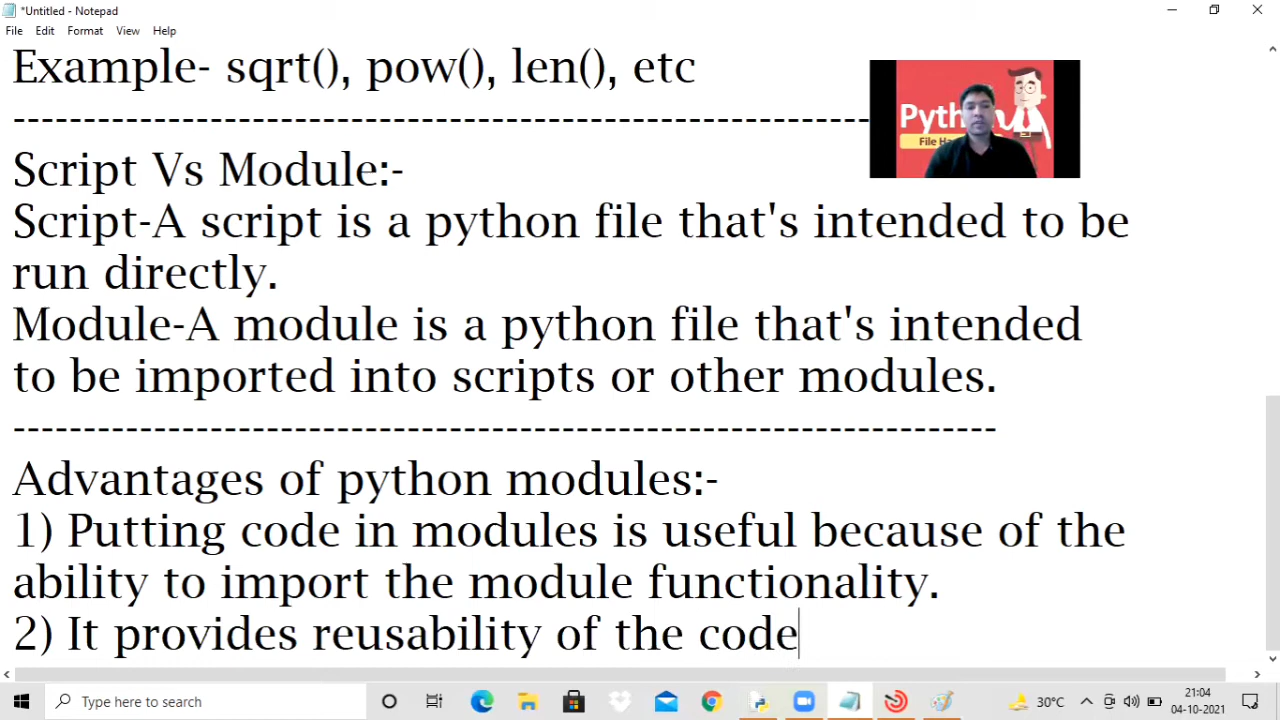 *Untitled - Notepad
File Edit Format View Help
Example- sqrt(), pow(), len(), etc
----------------------------------------------------------------
Script Vs Module:-
Script-A script is a python file that's intended to be
run directly.
Module-A module is a python file that's intended
to be imported into scripts or other modules.
----------------------------------------------------------------------
Advantages of python modules:-
1) Putting code in modules is useful because of the
ability to import the module functionality.
2) It provides reusability of the code
Type here to search
30°C
21:04
04-10-2021